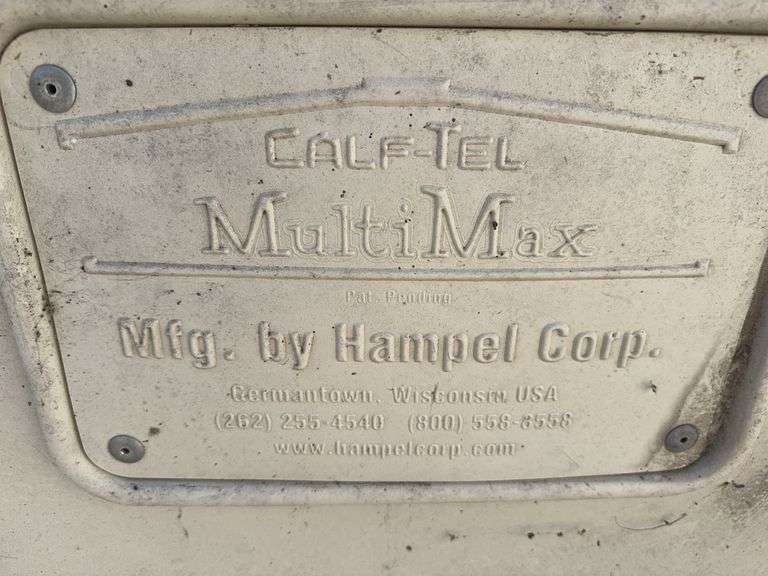 CALF-TEL
MultiMax
Pat. Pending
Mfg. by Hampel Corp.
Germantown, Wisconsin, USA
(262) 255-4540 (800) 558-8558
www.hampelcorp.com